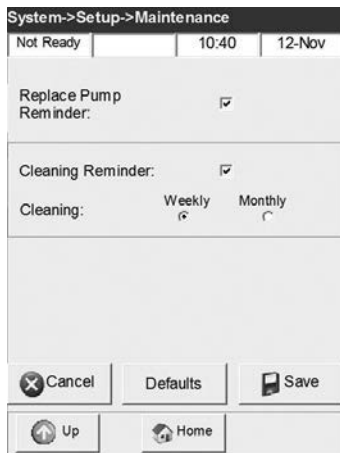 System->Setup->Maintenance
Not Ready 10:40 12-Nov
Replace Pump
Reminder:
Cleaning Reminder:
Weekly Monthly
Cleaning:
Cancel Defaults Save
Up Home